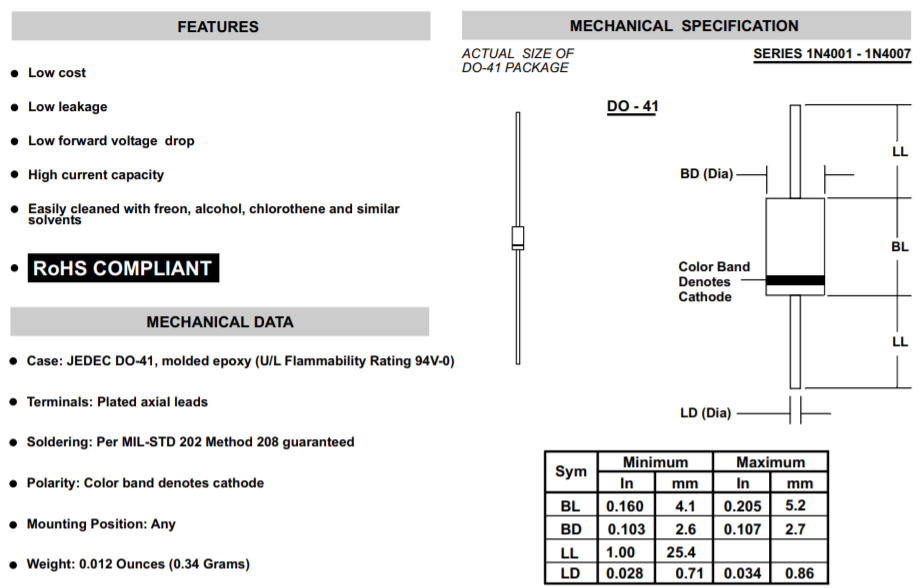 FEATURES
Low cost
Low leakage
Low forward voltage drop
High current capacity
Easily cleaned with freon, alcohol, chlorothene and similar
solvents
RoHS COMPLIANT
MECHANICAL DATA
Case: JEDEC DO-41, molded epoxy (U/L Flammability Rating 94V-0)
Terminals: Plated axial leads
Soldering: Per MIL-STD 202 Method 208 guaranteed
Polarity: Color band denotes cathode
Mounting Position: Any
Weight: 0.012 Ounces (0.34 Grams)
MECHANICAL SPECIFICATION
ACTUAL SIZE OF
DO-41 PACKAGE
SERIES 1N4001 - 1N4007
DO - 41
LL
BD (Dia)
BL
Color Band
Denotes
Cathode
LL
LD (Dia)
Sym Minimum Maximum
In mm In mm
BL 0.160 4.1 0.205 5.2
BD 0.103 2.6 0.107 2.7
LL 1.00 25.4
LD 0.028 0.71 0.034 0.86